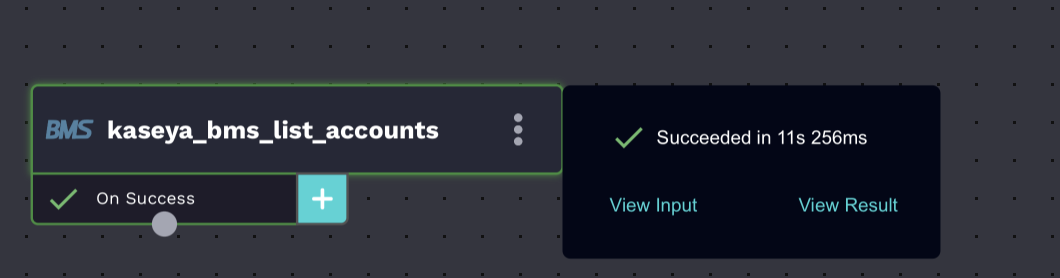 BMS kaseya_bms_list_accounts
On Success
Succeeded in 11s 256ms
View Input
View Result